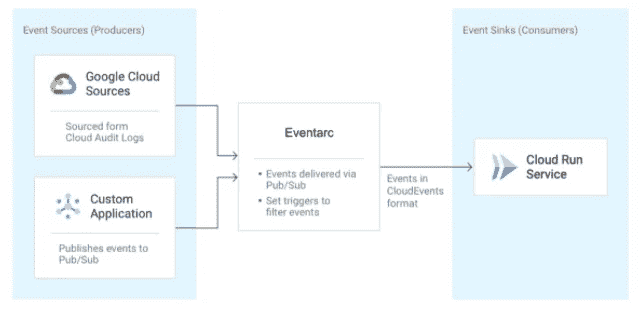 Event Sources (Producers)
Google Cloud
Sources
Sourced form
Cloud Audit Logs
Custom
Application
Publishes events to
Pub/Sub
Eventarc
• Events delivered via
Pub/Sub
• Set triggers to
filter events
Events in
CloudEvents
format
Event Sinks (Consumers)
Cloud Run
Service